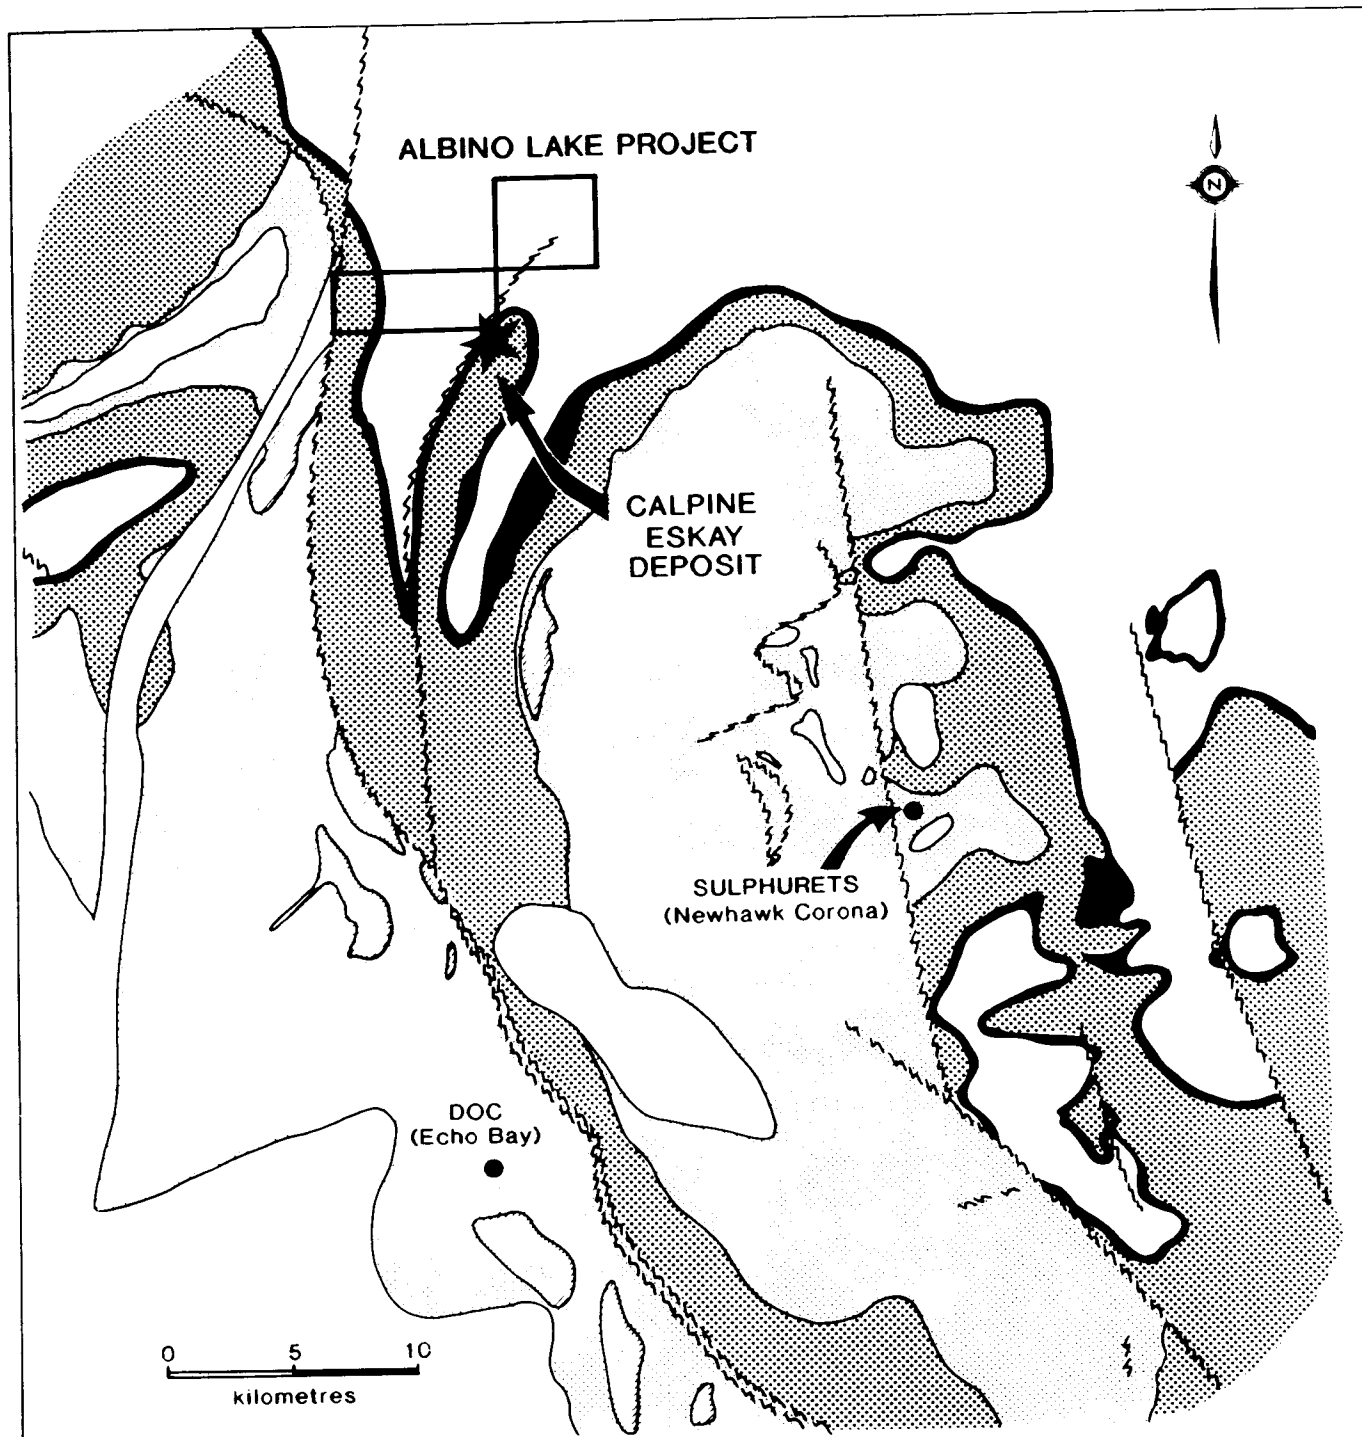 ALBINO LAKE PROJECT
N
CALPINE
ESKAY
DEPOSIT
SULPHURETS
(Newhawk Corona)
DOC
(Echo Bay)
0 5 10
kilometres